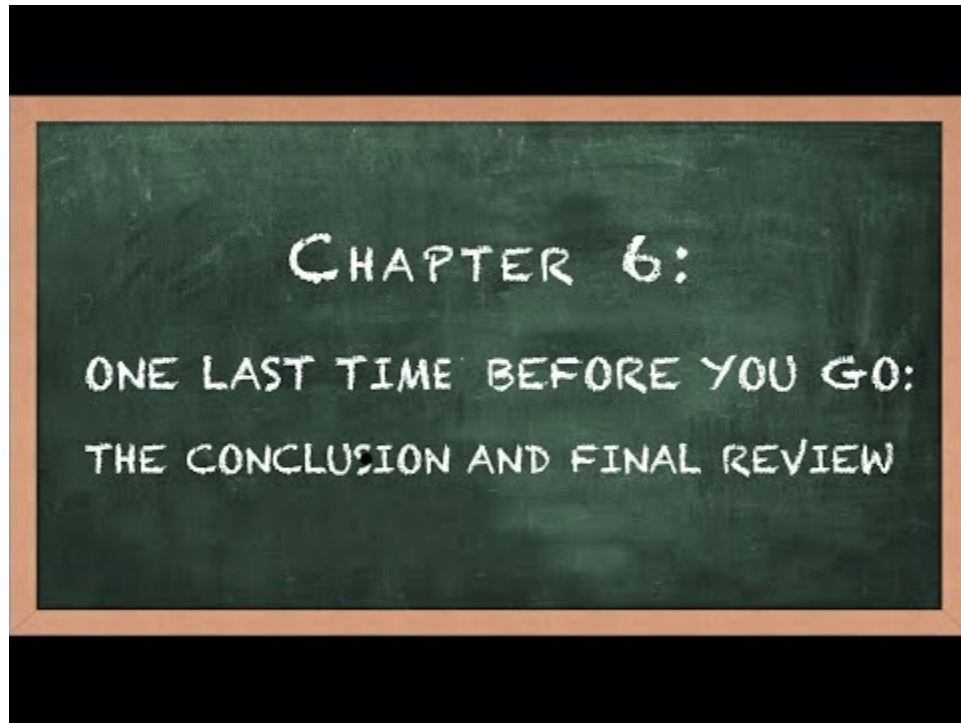 CHAPTER 6:
ONE LAST TIME BEFORE YOU GO:
THE CONCLUSION AND FINAL REVIEW